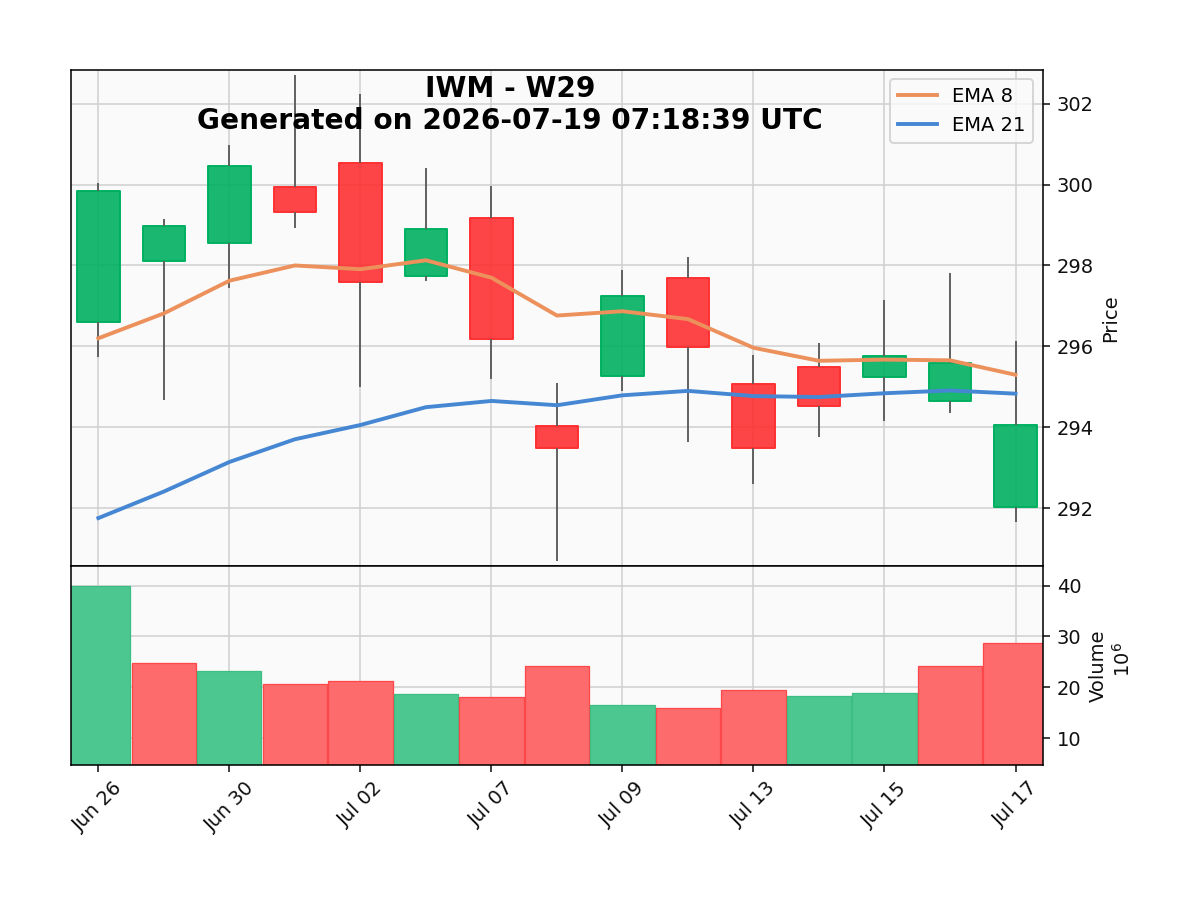 IWM - W29
Generated on 2026-07-19 07:18:39 UTC
EMA 8
EMA 21
302
300
298
296
294
292
Price
40
30
20
10
Volume
10⁶
Jun 26
Jun 30
Jul 02
Jul 07
Jul 09
Jul 13
Jul 15
Jul 17